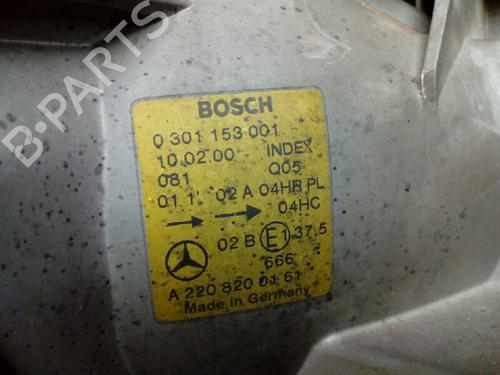 BOSCH
0 301 153 001
10.02.00 INDEX
081 Q05
01 1 02 A 04HR PL
04HC
02 B E1 37,5
666
A 220 820 01 61
Made in Germany
B-PARTS